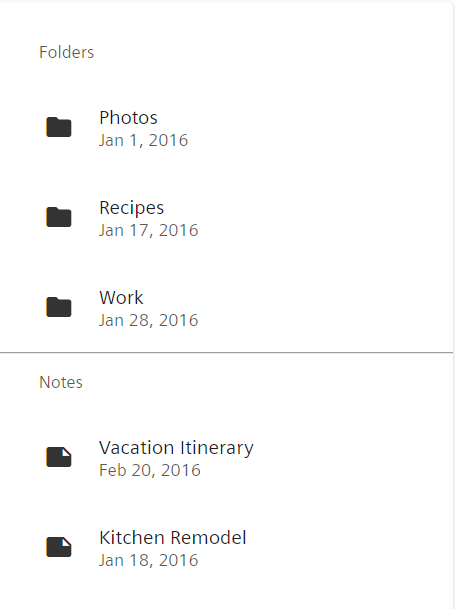 Folders
Photos
Jan 1, 2016
Recipes
Jan 17, 2016
Work
Jan 28, 2016
Notes
Vacation Itinerary
Feb 20, 2016
Kitchen Remodel
Jan 18, 2016